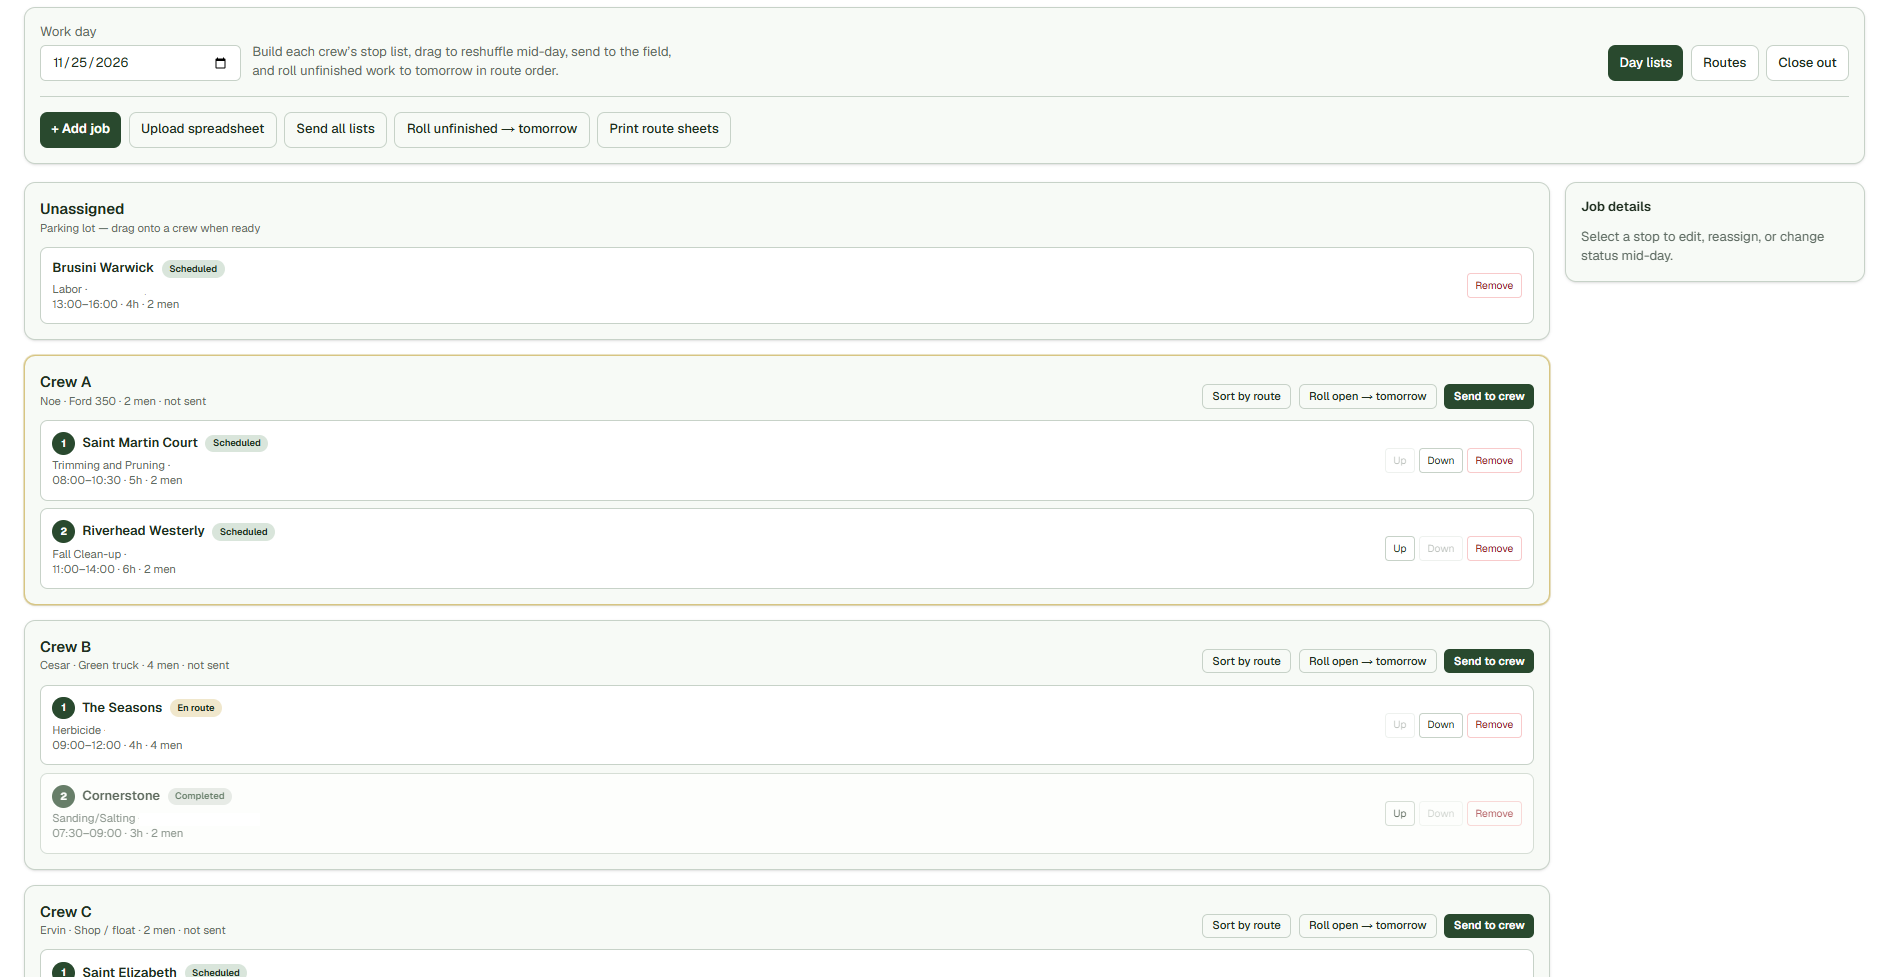 Work day
11/25/2026
Build each crew's stop list, drag to reshuffle mid-day, send to the field,
and roll unfinished work to tomorrow in route order.
Day lists
Routes
Close out
+ Add job
Upload spreadsheet
Send all lists
Roll unfinished → tomorrow
Print route sheets
Unassigned
Parking lot — drag onto a crew when ready
Brusini Warwick
Scheduled
Labor ·
13:00–16:00 · 4h · 2 men
Remove
Job details
Select a stop to edit, reassign, or change
status mid-day.
Crew A
Noe · Ford 350 · 2 men · not sent
Sort by route
Roll open → tomorrow
Send to crew
1
Saint Martin Court
Scheduled
Trimming and Pruning ·
08:00–10:30 · 5h · 2 men
Up
Down
Remove
2
Riverhead Westerly
Scheduled
Fall Clean-up ·
11:00–14:00 · 6h · 2 men
Up
Down
Remove
Crew B
Cesar · Green truck · 4 men · not sent
Sort by route
Roll open → tomorrow
Send to crew
1
The Seasons
En route
Herbicide
09:00–12:00 · 4h · 4 men
Up
Down
Remove
2
Cornerstone
Completed
Sanding/Salting
07:30–09:00 · 3h · 2 men
Up
Down
Remove
Crew C
Ervin · Shop / float · 2 men · not sent
Sort by route
Roll open → tomorrow
Send to crew
1
Saint Elizabeth
Scheduled